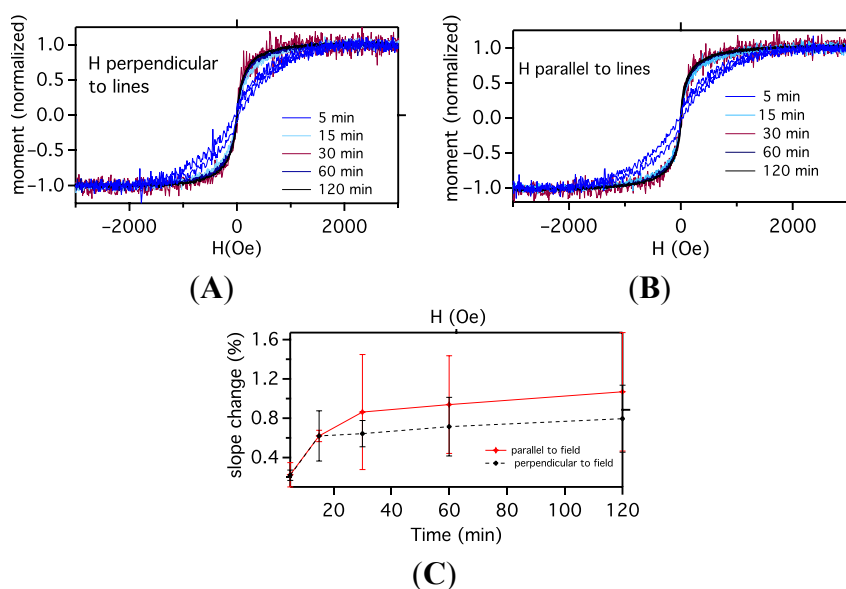 1.0
0.5
0.0
−0.5
−1.0
moment (normalized)
H perpendicular
to lines
5 min
15 min
30 min
60 min
120 min
−2000
0
2000
H(Oe)
(A)
1.0
0.5
0.0
−0.5
−1.0
moment (normalized)
H parallel to lines
5 min
15 min
30 min
60 min
120 min
−2000
0
2000
H (Oe)
(B)
H (Oe)
1.6
1.2
0.8
0.4
slope change (%)
parallel to field
perpendicular to field
20
40
60
80
100
120
Time (min)
(C)